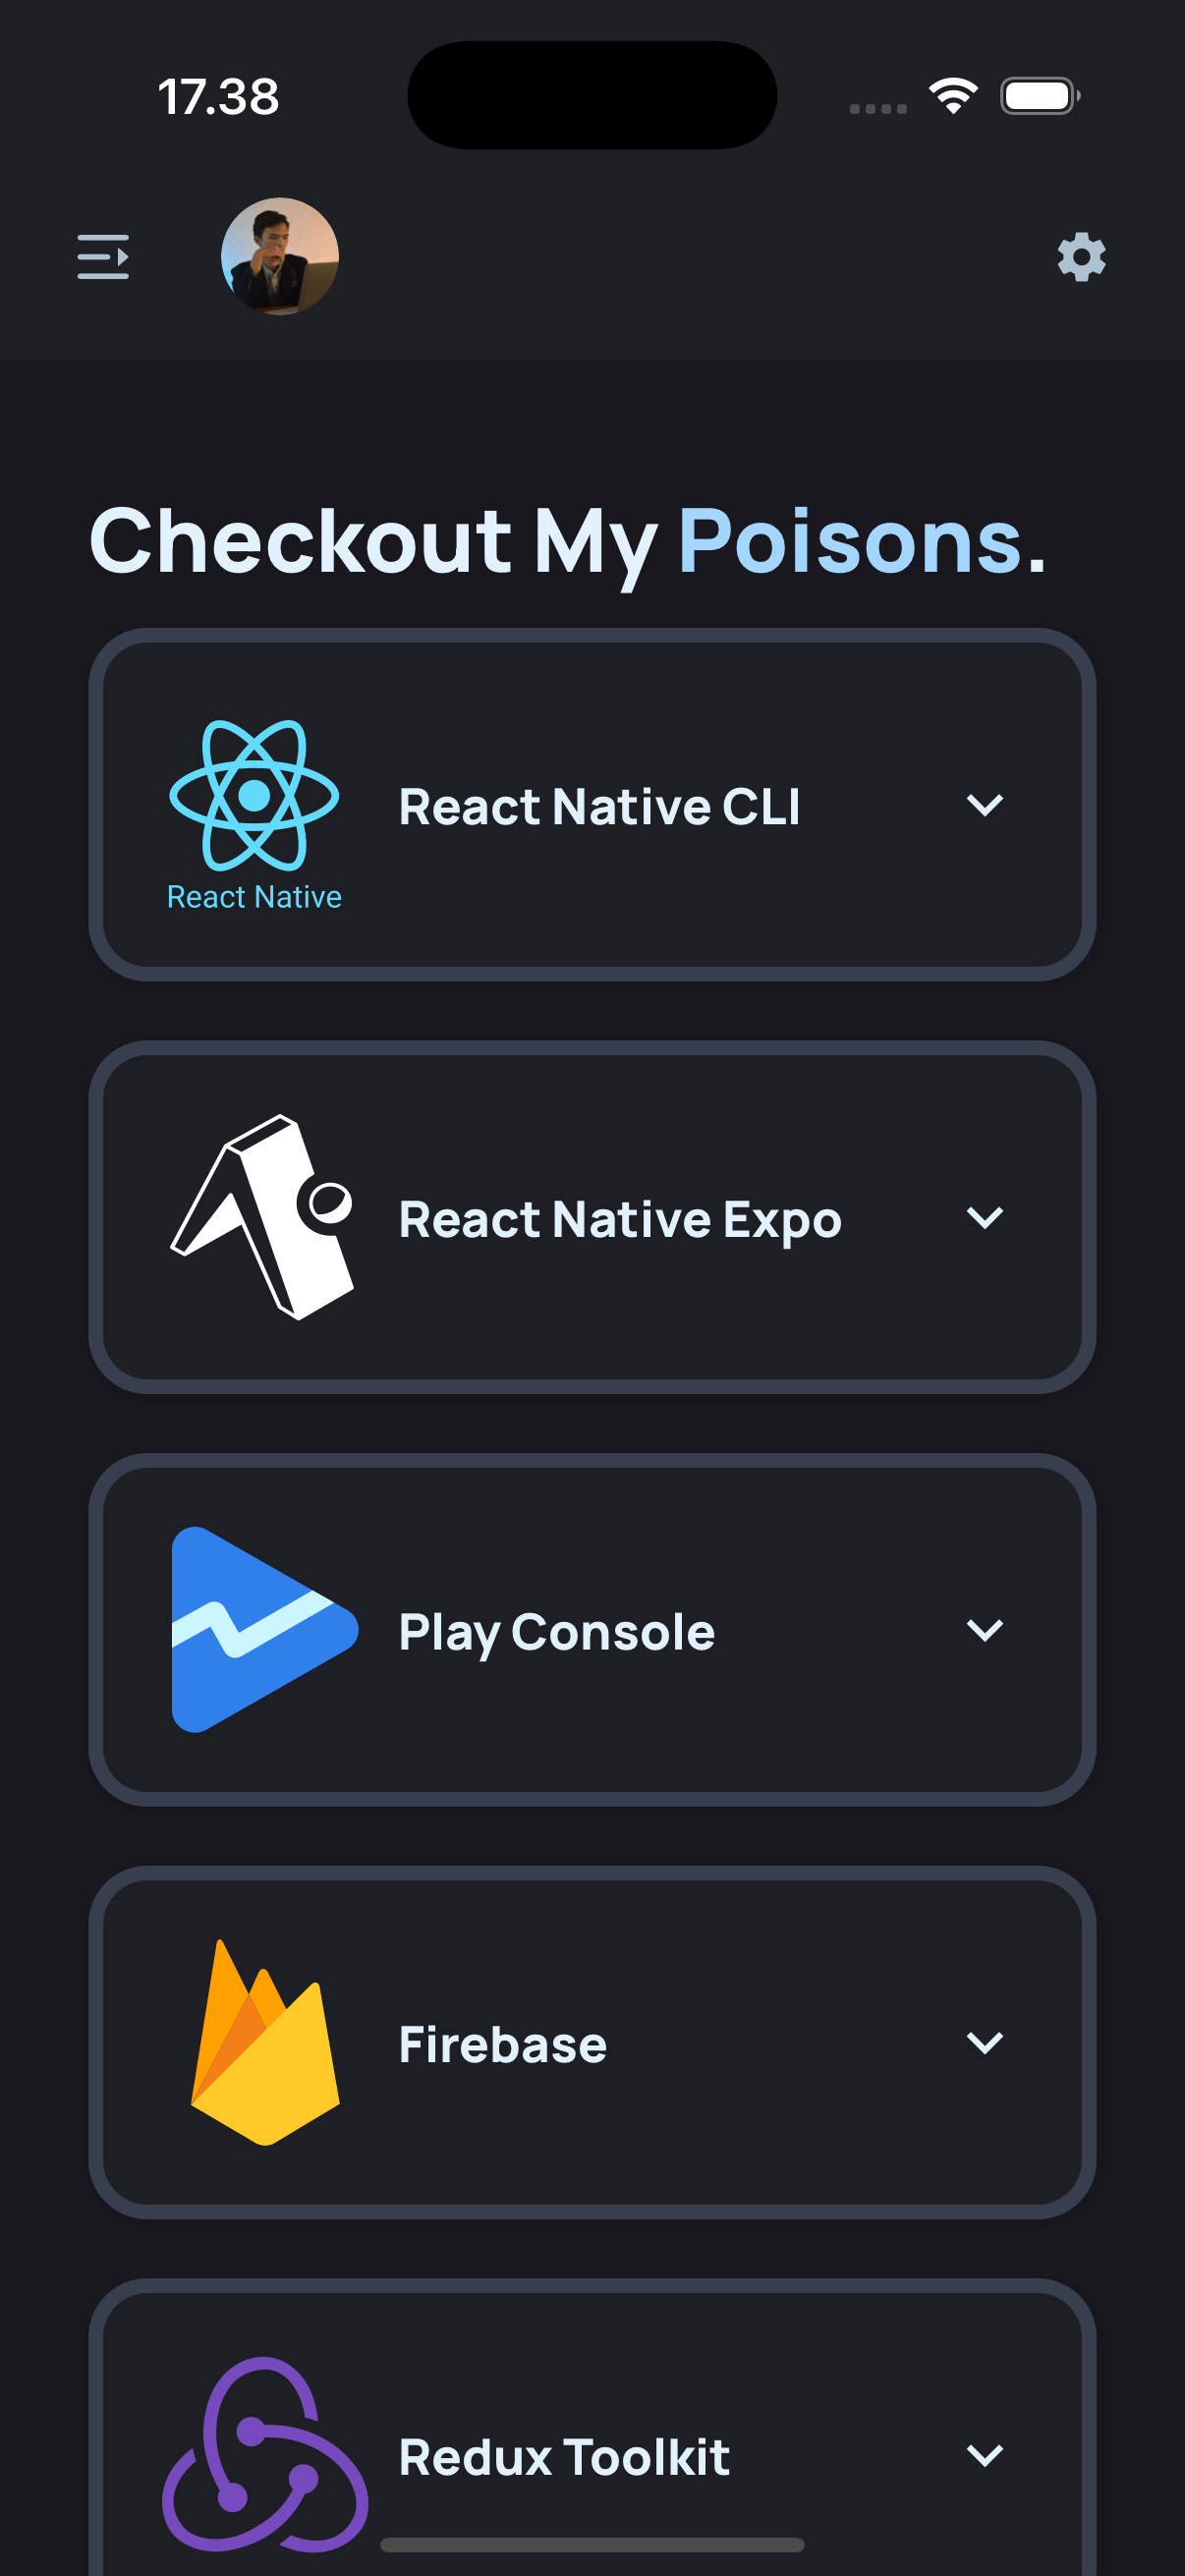 17.38
Checkout My Poisons.
React Native CLI
React Native
React Native Expo
Play Console
Firebase
Redux Toolkit